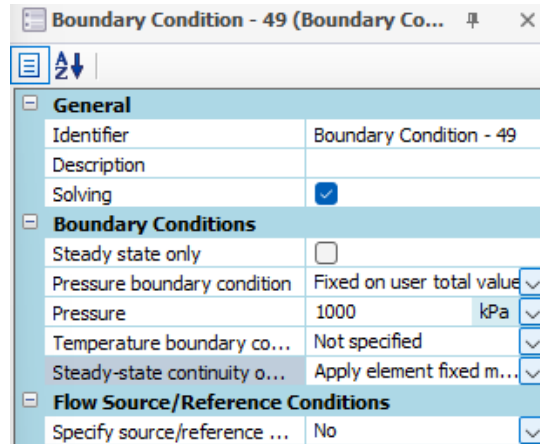 Boundary Condition - 49 (Boundary Co...
General
Identifier Boundary Condition - 49
Description
Solving
Boundary Conditions
Steady state only
Pressure boundary condition Fixed on user total value
Pressure 1000 kPa
Temperature boundary co... Not specified
Steady-state continuity o... Apply element fixed m...
Flow Source/Reference Conditions
Specify source/reference ... No